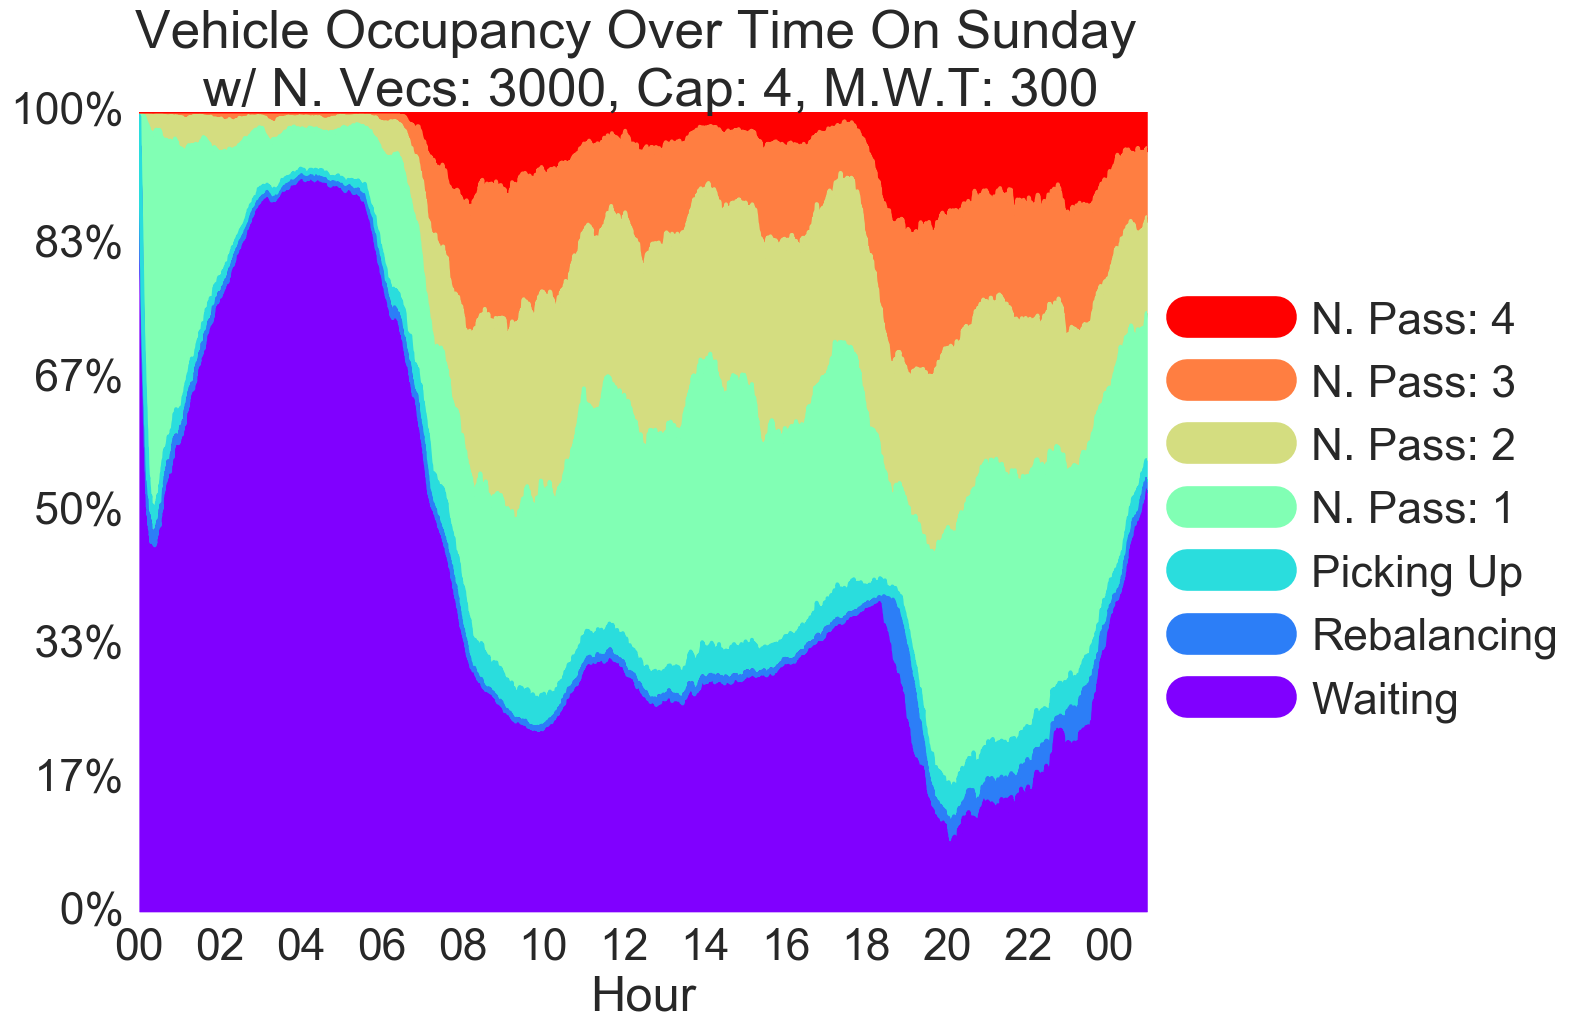 Vehicle Occupancy Over Time On Sunday
w/ N. Vecs: 3000, Cap: 4, M.W.T: 300
100%
83%
67%
50%
33%
17%
0%
00 02 04 06 08 10 12 14 16 18 20 22 00
Hour
N. Pass: 4
N. Pass: 3
N. Pass: 2
N. Pass: 1
Picking Up
Rebalancing
Waiting